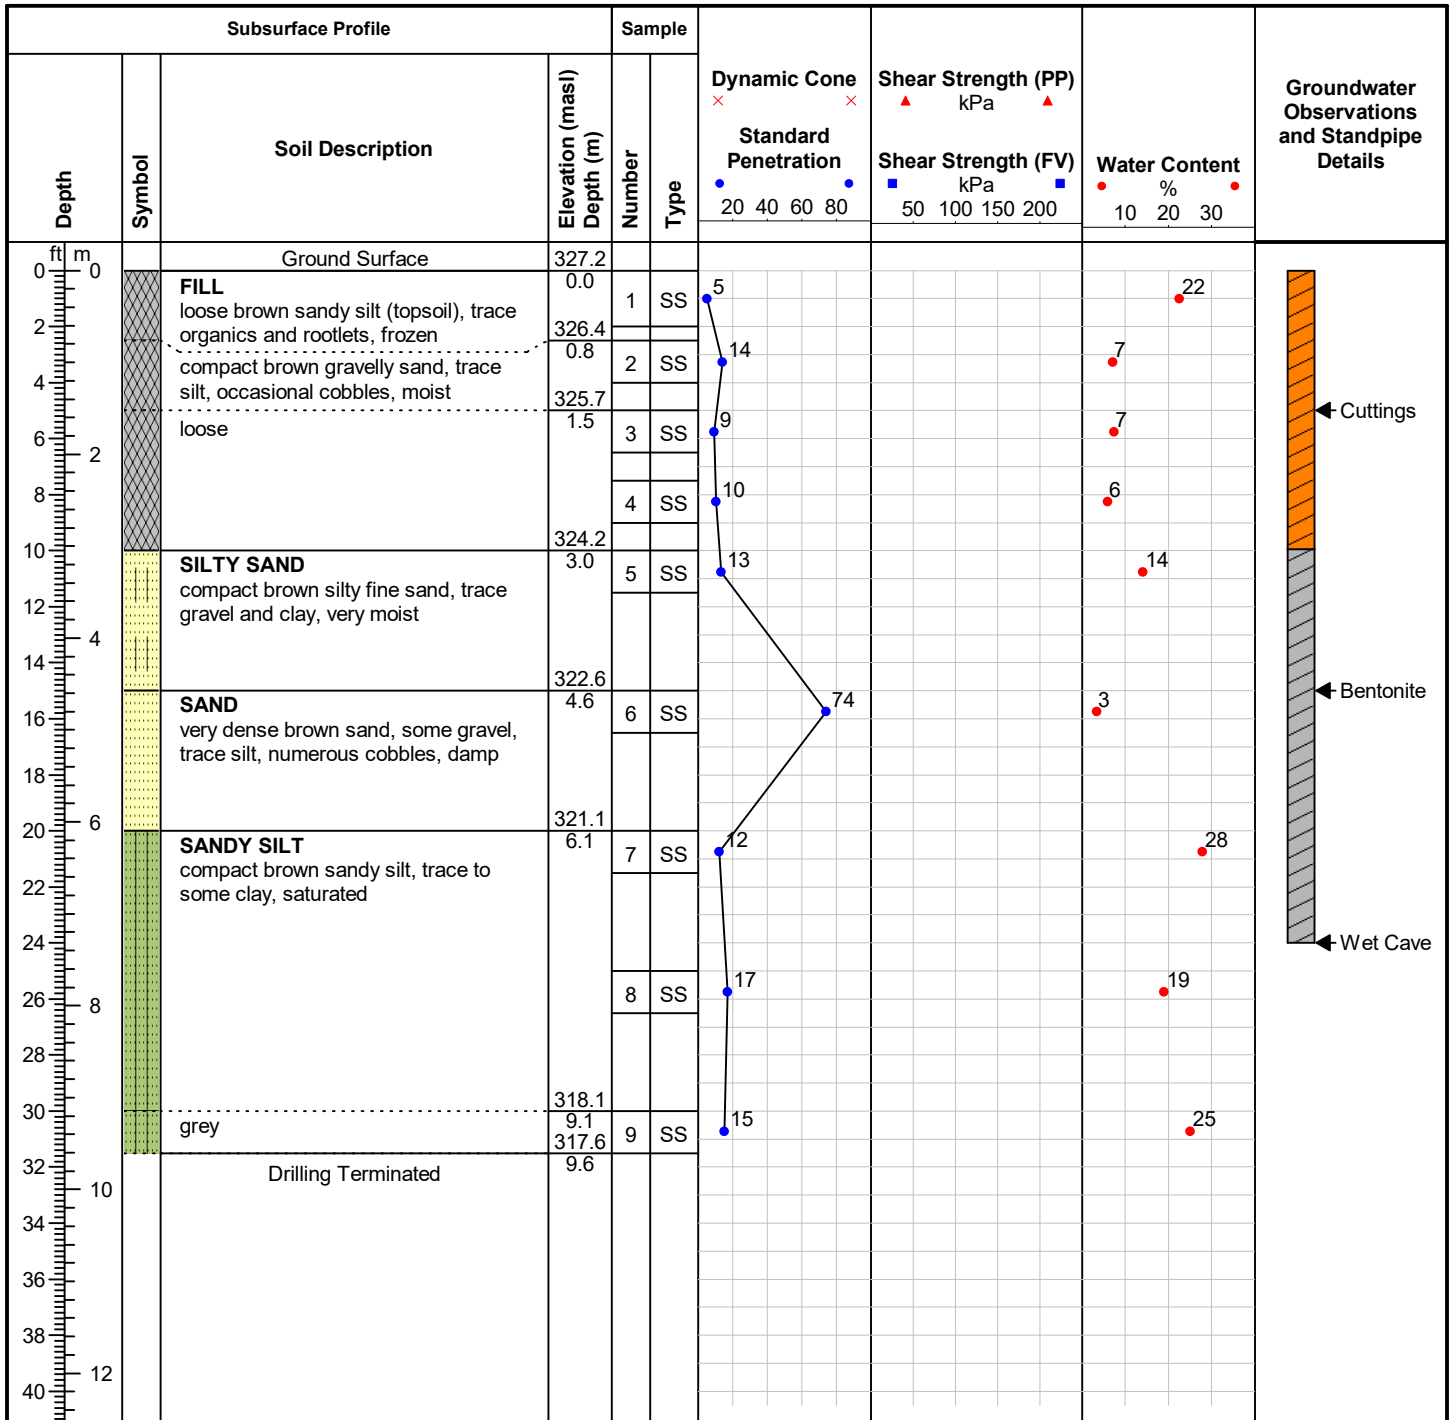 Subsurface Profile
Sample
Depth
Symbol
Soil Description
Elevation (masl)
Depth (m)
Number
Type
Dynamic Cone
Standard
Penetration
20 40 60 80
Shear Strength (PP)
kPa
Shear Strength (FV)
kPa
50 100 150 200
Water Content
%
10 20 30
Groundwater
Observations
and Standpipe
Details
ft m
Ground Surface 327.2
0 0
FILL 0.0
loose brown sandy silt (topsoil), trace
organics and rootlets, frozen 326.4
1 SS 5 22
2
0.8
compact brown gravelly sand, trace
silt, occasional cobbles, moist
325.7
2 SS 14 7
4
1.5
loose
3 SS 9 7
Cuttings
6
2
8
4 SS 10 6
324.2
10
SILTY SAND 3.0
compact brown silty fine sand, trace
gravel and clay, very moist
5 SS 13 14
12
4
14
322.6
SAND 4.6
very dense brown sand, some gravel,
trace silt, numerous cobbles, damp
6 SS 74 3
Bentonite
16
18
6
321.1
20
SANDY SILT 6.1
compact brown sandy silt, trace to
some clay, saturated
7 SS 12 28
22
24
Wet Cave
8 SS 17 19
26
8
28
318.1
30
9.1
grey
317.6
9 SS 15 25
32
Drilling Terminated
9.6
10
34
36
38
12
40